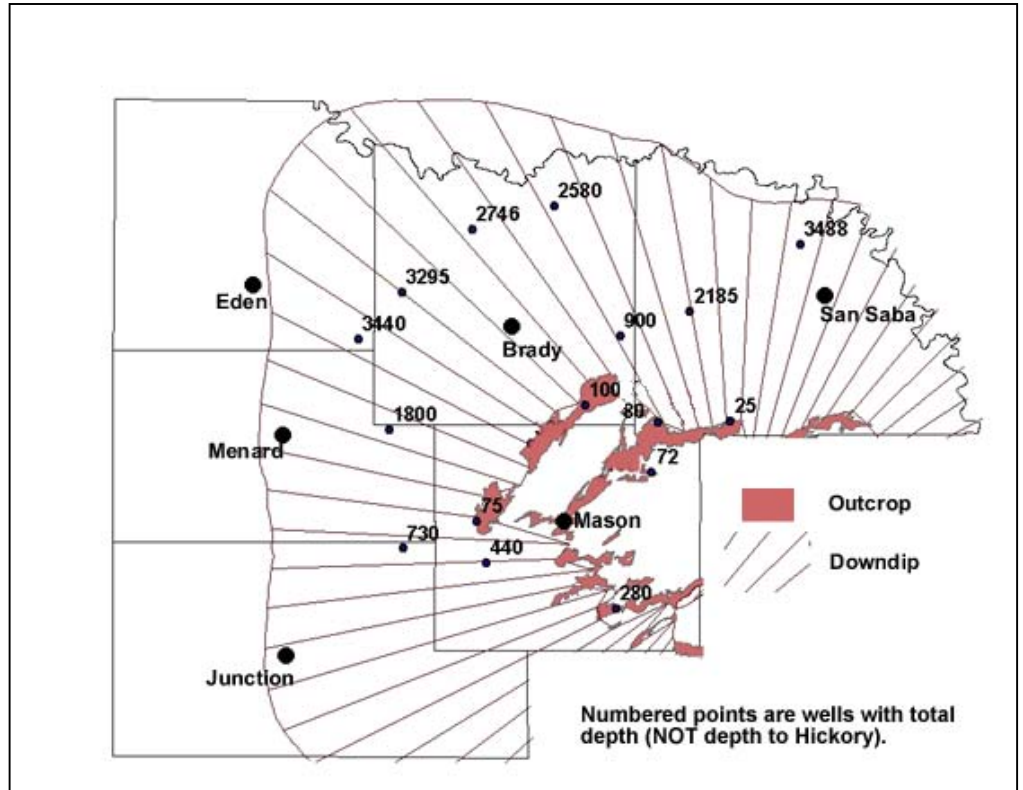 2580
2746
3488
3295
Eden
2185
San Saba
3440
900
Brady
100
1800
80
25
Menard
72
75
Mason
Outcrop
730
440
Downdip
280
Junction
Numbered points are wells with total
depth (NOT depth to Hickory).